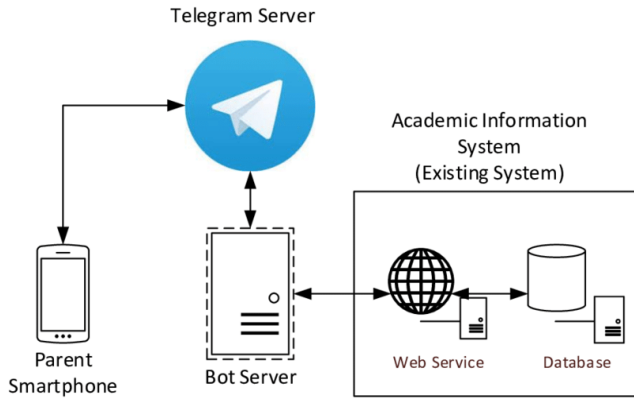 Telegram Server
Academic Information
System
(Existing System)
Parent
Smartphone
Bot Server
Web Service
Database